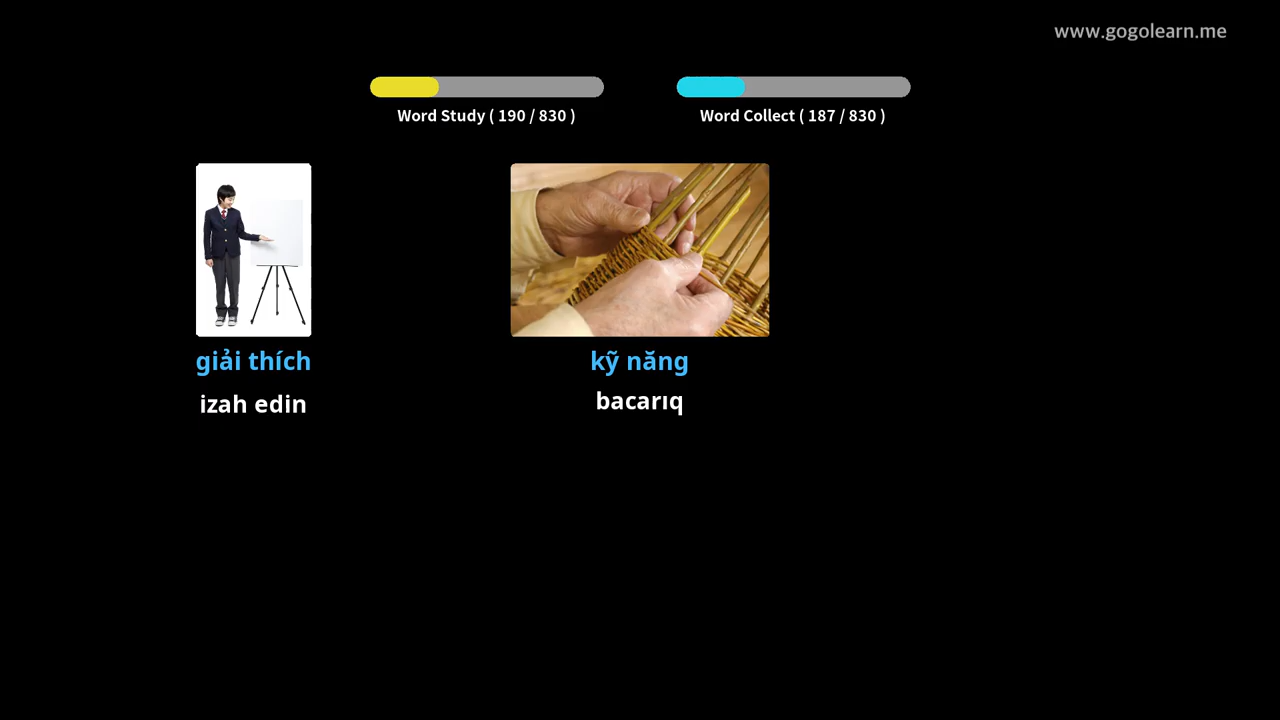 www.gogolearn.me
Word Study ( 190 / 830 )
Word Collect ( 187 / 830 )
giải thích
izah edin
kỹ năng
bacarıq